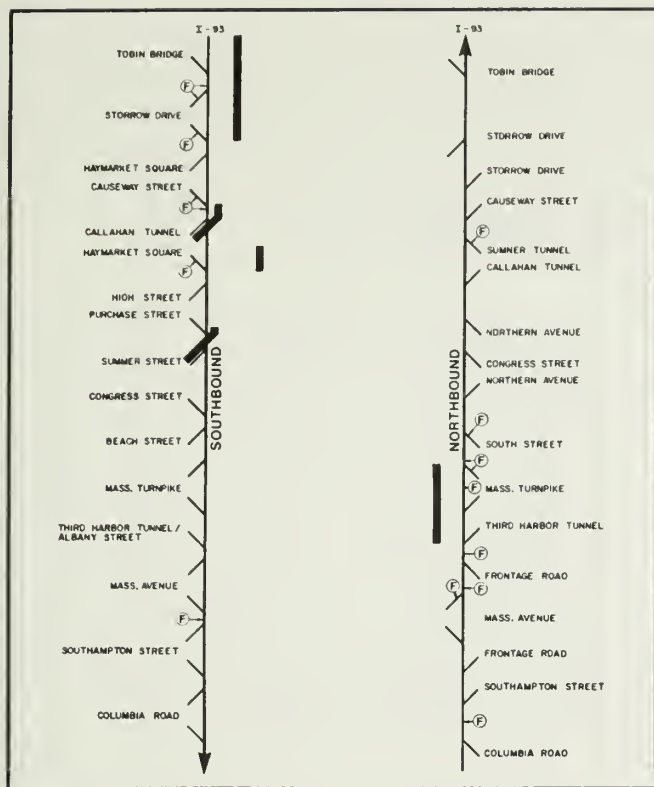 I-93
TOBIN BRIDGE
F
STORROW DRIVE
F
HAYMARKET SQUARE
CAUSEWAY STREET
F
CALLAHAN TUNNEL
HAYMARKET SQUARE
F
HIGH STREET
PURCHASE STREET
SUMMER STREET
SOUTHBOUND
CONGRESS STREET
BEACH STREET
MASS. TURNPIKE
THIRD HARBOR TUNNEL/
ALBANY STREET
MASS. AVENUE
F
SOUTHAMPTON STREET
COLUMBIA ROAD
I-93
TOBIN BRIDGE
STORROW DRIVE
STORROW DRIVE
CAUSEWAY STREET
F
SUMNER TUNNEL
CALLAHAN TUNNEL
NORTHERN AVENUE
CONGRESS STREET
NORTHERN AVENUE
NORTHBOUND
F
SOUTH STREET
F
F
MASS. TURNPIKE
THIRD HARBOR TUNNEL
F
FRONTAGE ROAD
F
F
MASS. AVENUE
FRONTAGE ROAD
SOUTHAMPTON STREET
F
COLUMBIA ROAD